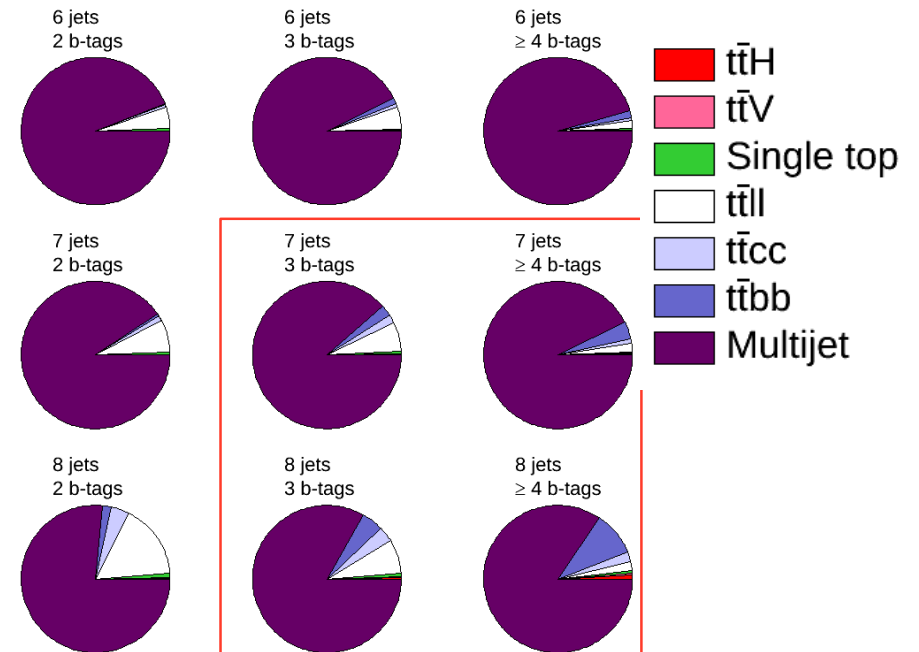 6 jets
2 b-tags
6 jets
3 b-tags
6 jets
≥ 4 b-tags
tt̄H
tt̄V
Single top
tt̄ll
tt̄cc
tt̄bb
Multijet
7 jets
2 b-tags
7 jets
3 b-tags
7 jets
≥ 4 b-tags
8 jets
2 b-tags
8 jets
3 b-tags
8 jets
≥ 4 b-tags